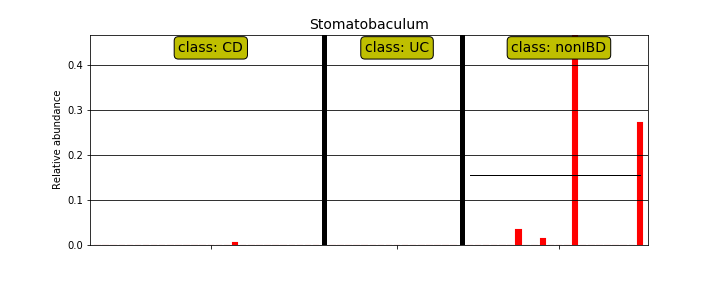 Stomatobaculum
class: CD
class: UC
class: nonIBD
Relative abundance
0.4
0.3
0.2
0.1
0.0